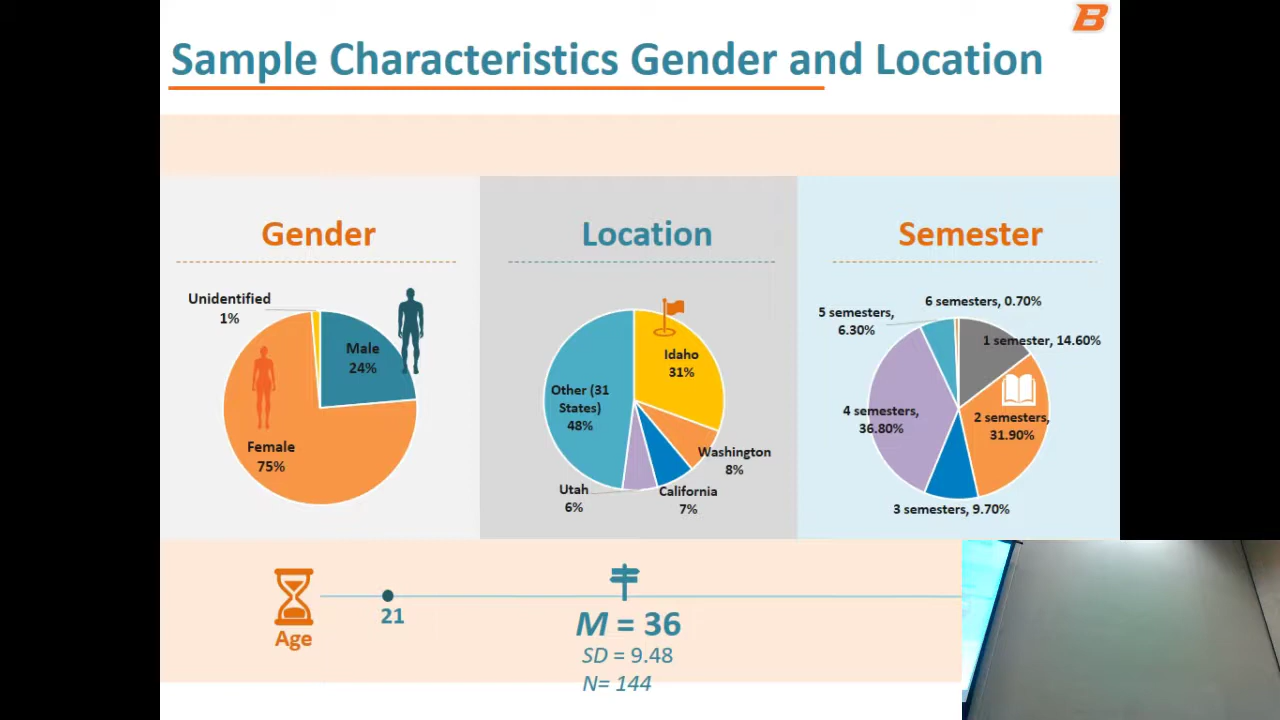 B
Sample Characteristics Gender and Location
Gender
Unidentified
1%
Male
24%
Female
75%
Location
Idaho
31%
Other (31
States)
48%
Washington
8%
Utah
6%
California
7%
Semester
6 semesters, 0.70%
5 semesters,
6.30%
1 semester, 14.60%
4 semesters,
36.80%
2 semesters,
31.90%
3 semesters, 9.70%
Age
21
M = 36
SD = 9.48
N= 144